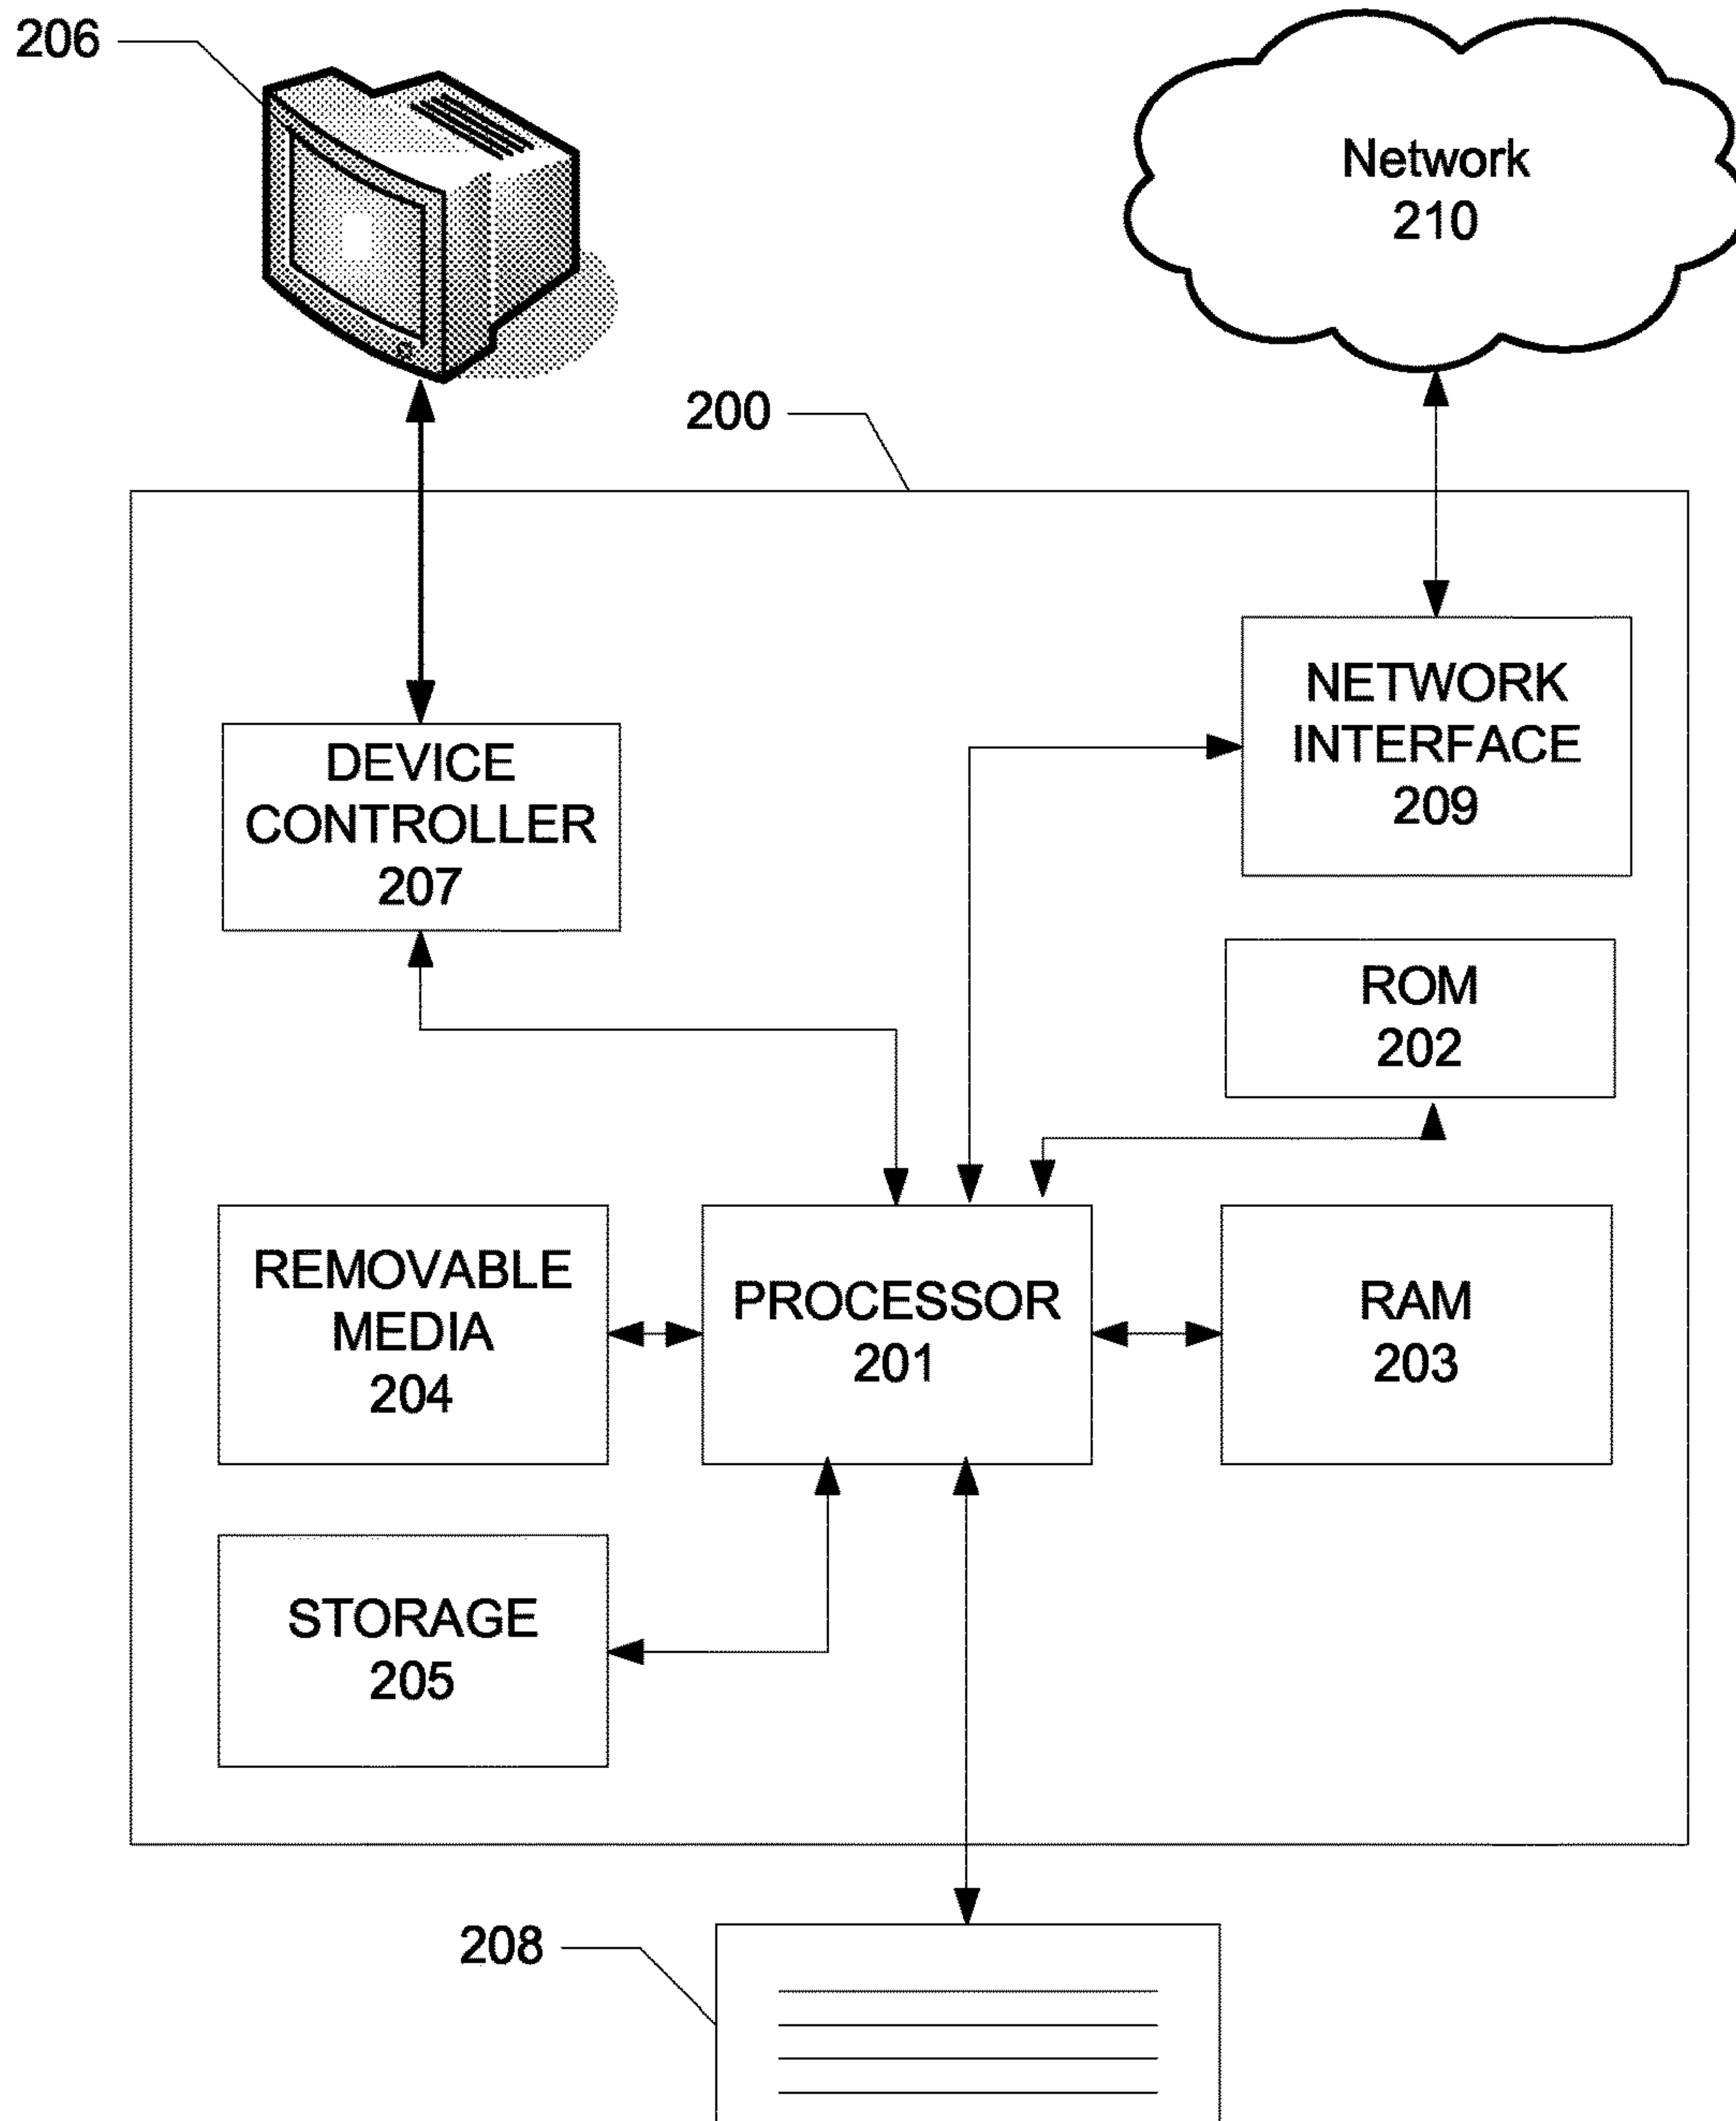 206
Network
210
200
NETWORK
INTERFACE
209
DEVICE
CONTROLLER
207
ROM
202
REMOVABLE
MEDIA
204
PROCESSOR
201
RAM
203
STORAGE
205
208